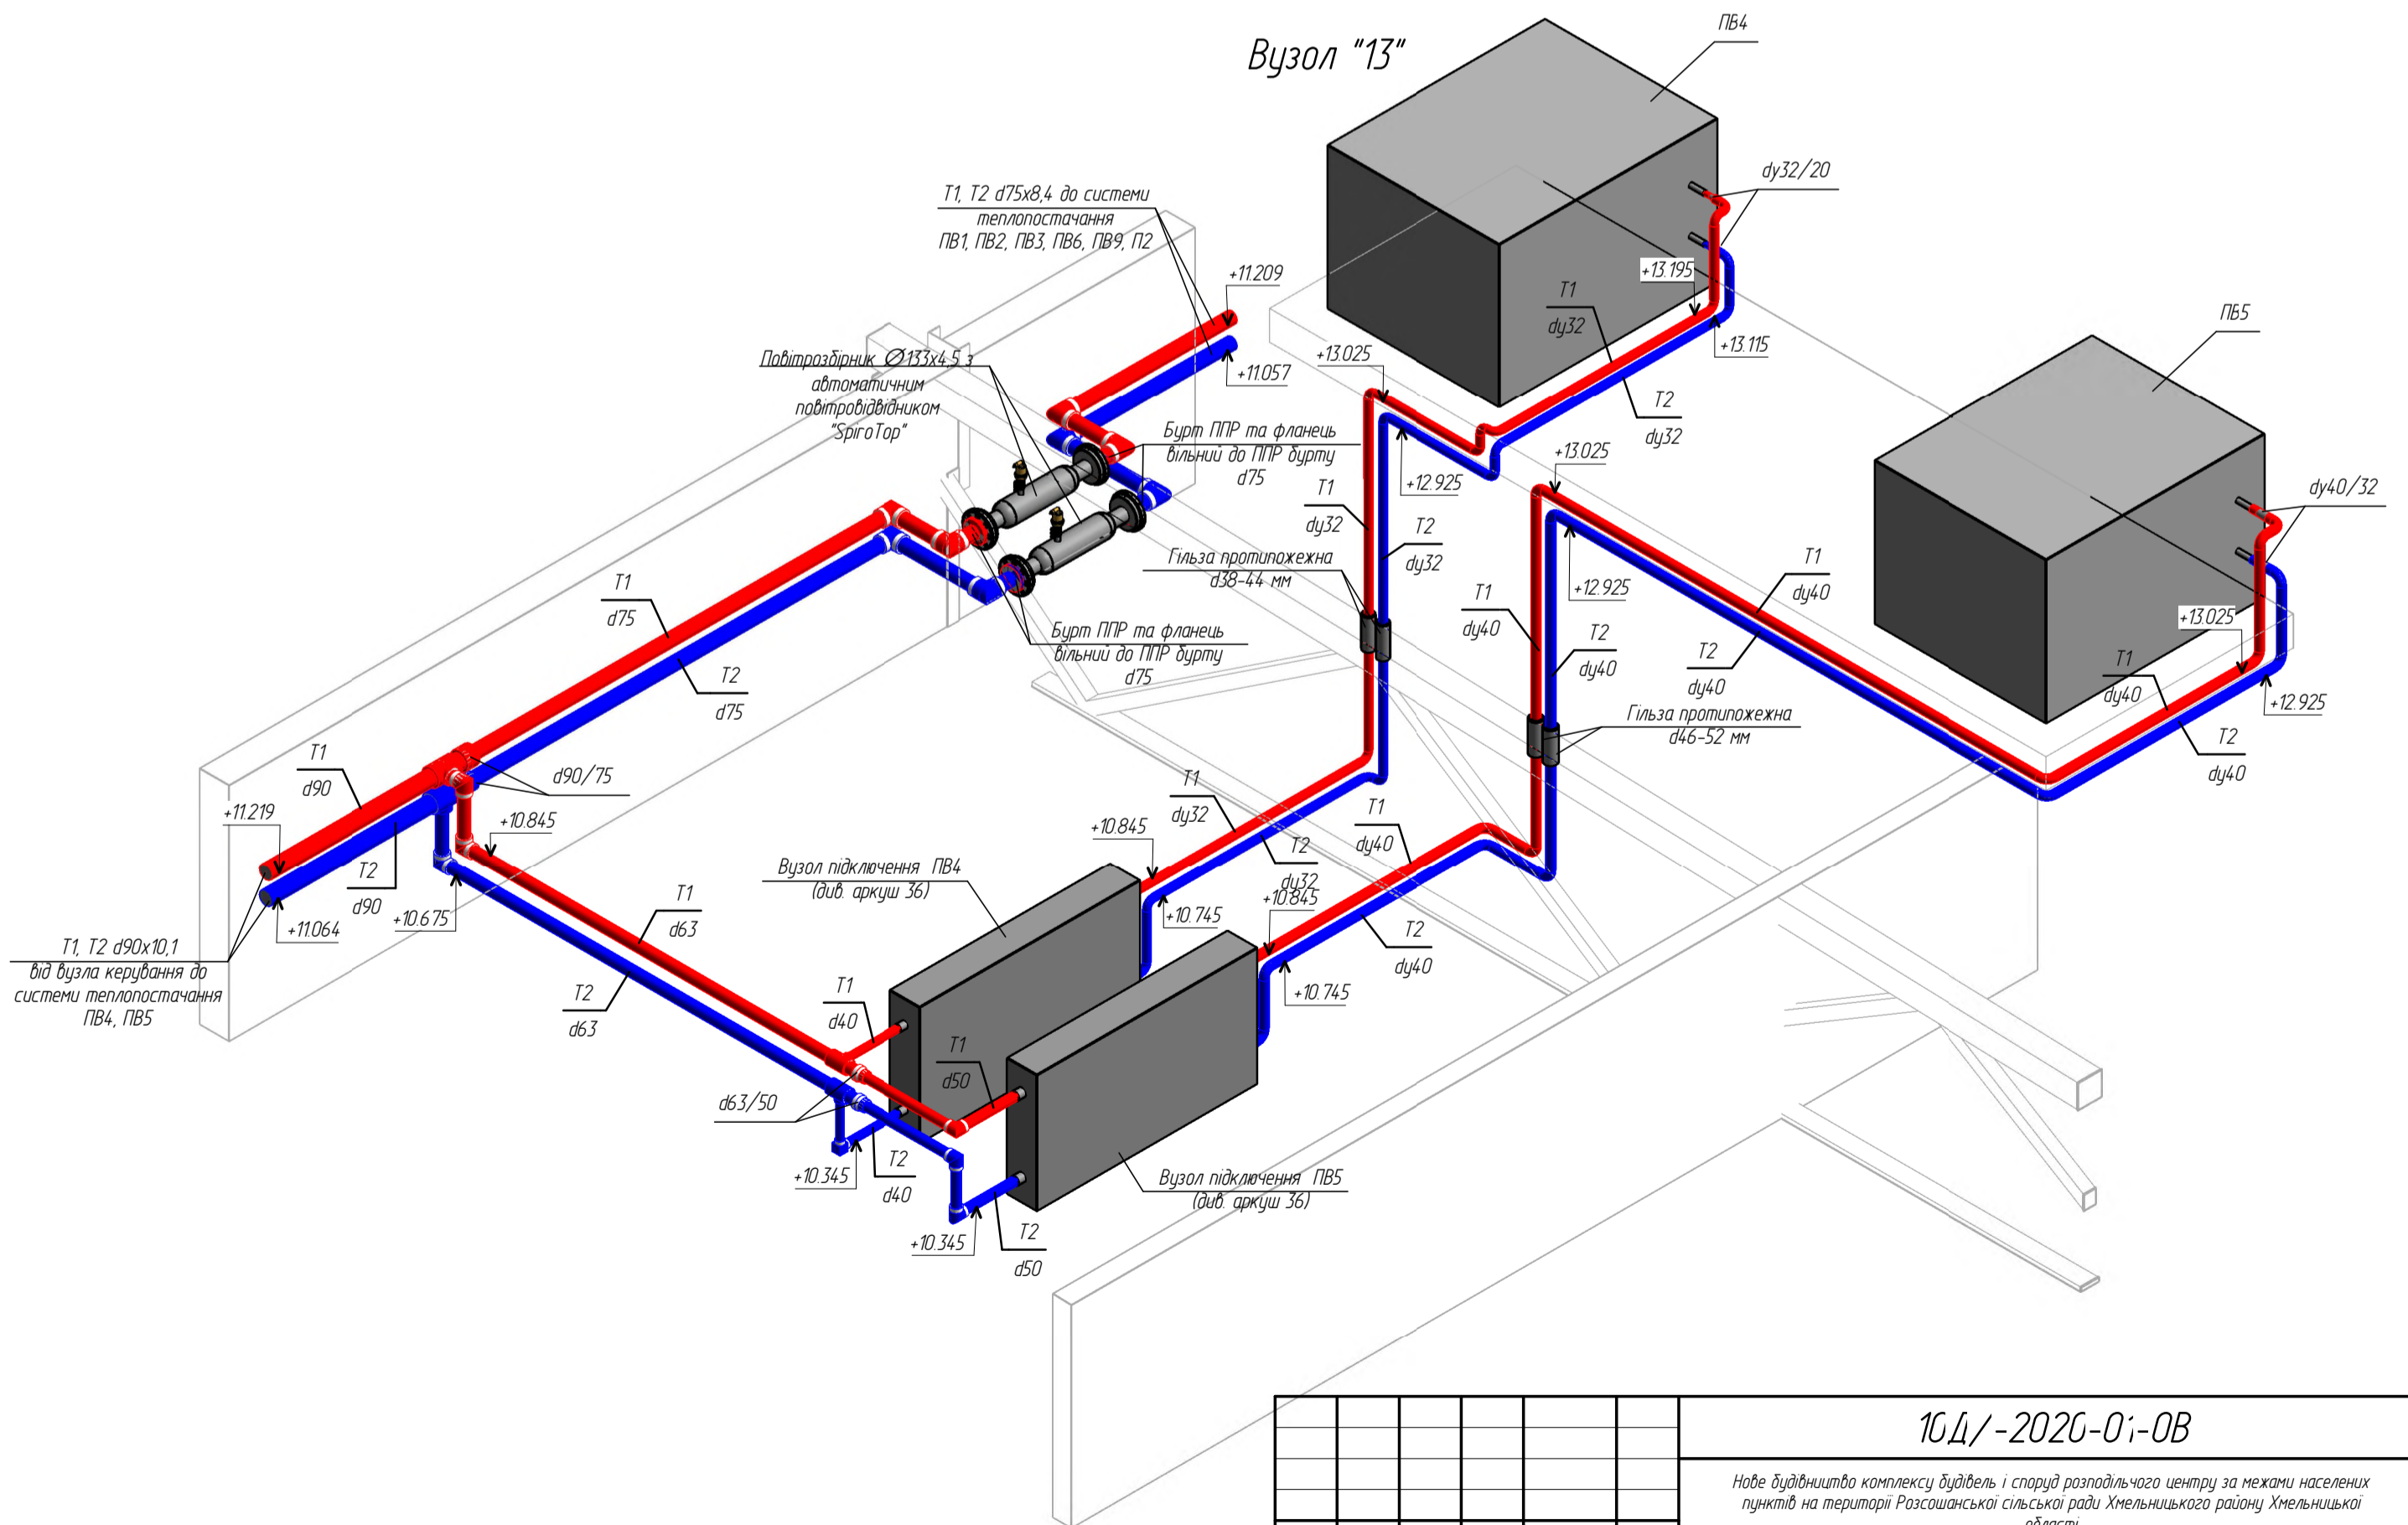 Вузол "13"
ПВ4
dy32/20
Т1, Т2 d75х8,4 до системи
теплопостачання
ПВ1, ПВ2, ПВ3, ПВ6, ПВ9, П2
+11.209
+11.057
+13.195
Т1
dy32
+13.115
+13.025
Т2
dy32
+12.925
ПВ5
dy40/32
Повітрозбірник Ø133х4,5 з
автоматичним
повітровідвідником
"SpiroTop"
Бурт ППР та фланець
вільний до ППР бурту
d75
Т1
dy32
Т2
dy32
Гільза протипожежна
d38-44 мм
+13.025
+12.925
Т1
dy40
Т1
dy40
Т2
dy40
Т2
dy40
+13.025
Т1
dy40
+12.925
Т2
dy40
Т1
d75
Т2
d75
Бурт ППР та фланець
вільний до ППР бурту
d75
Гільза протипожежна
d46-52 мм
Т1
d90
d90/75
+11.219
+10.845
Т2
d90
+11.064
+10.675
Т1, Т2 d90х10,1
від вузла керування до
системи теплопостачання
ПВ4, ПВ5
Т1
d63
Т2
d63
Вузол підключення ПВ4
(див. аркуш 36)
+10.845
Т1
dy32
Т2
dy32
+10.745
Т1
dy40
+10.845
Т2
dy40
+10.745
Т1
d40
Т1
d50
d63/50
+10.345
Т2
d40
+10.345
Т2
d50
Вузол підключення ПВ5
(див. аркуш 36)
Нове будівництво комплексу будівель і споруд розподільчого центру за межами населених
пунктів на території Розсошанської сільської ради Хмельницького району Хмельницької
області